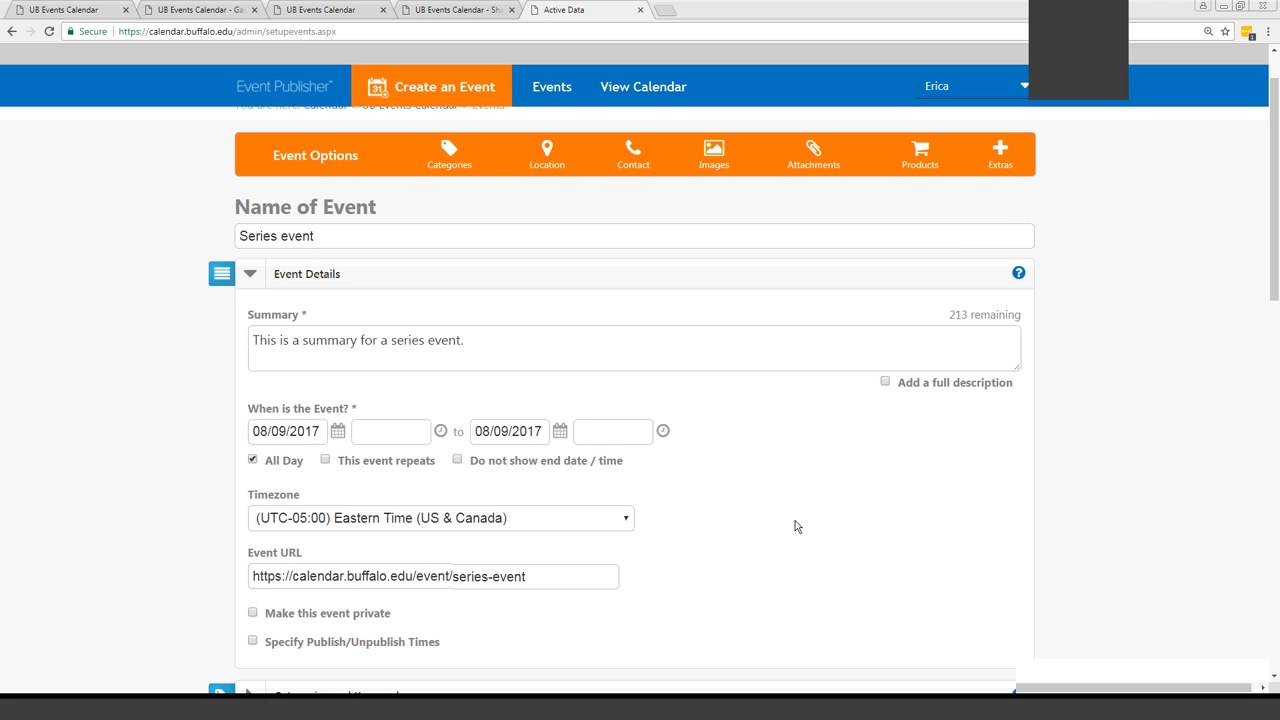 UB Events Calendar
UB Events Calendar - Ga
UB Events Calendar
UB Events Calendar - Sh
Active Data
Secure https://calendar.buffalo.edu/admin/setupevents.aspx
Event Publisher™
31
Create an Event
Events
View Calendar
Erica
Event Options
Categories
Location
Contact
Images
Attachments
Products
Extras
Name of Event
Series event
Event Details
?
Summary *
213 remaining
This is a summary for a series event.
Add a full description
When is the Event? *
08/09/2017
to
08/09/2017
All Day
This event repeats
Do not show end date / time
Timezone
(UTC-05:00) Eastern Time (US & Canada)
Event URL
https://calendar.buffalo.edu/event/series-event
Make this event private
Specify Publish/Unpublish Times